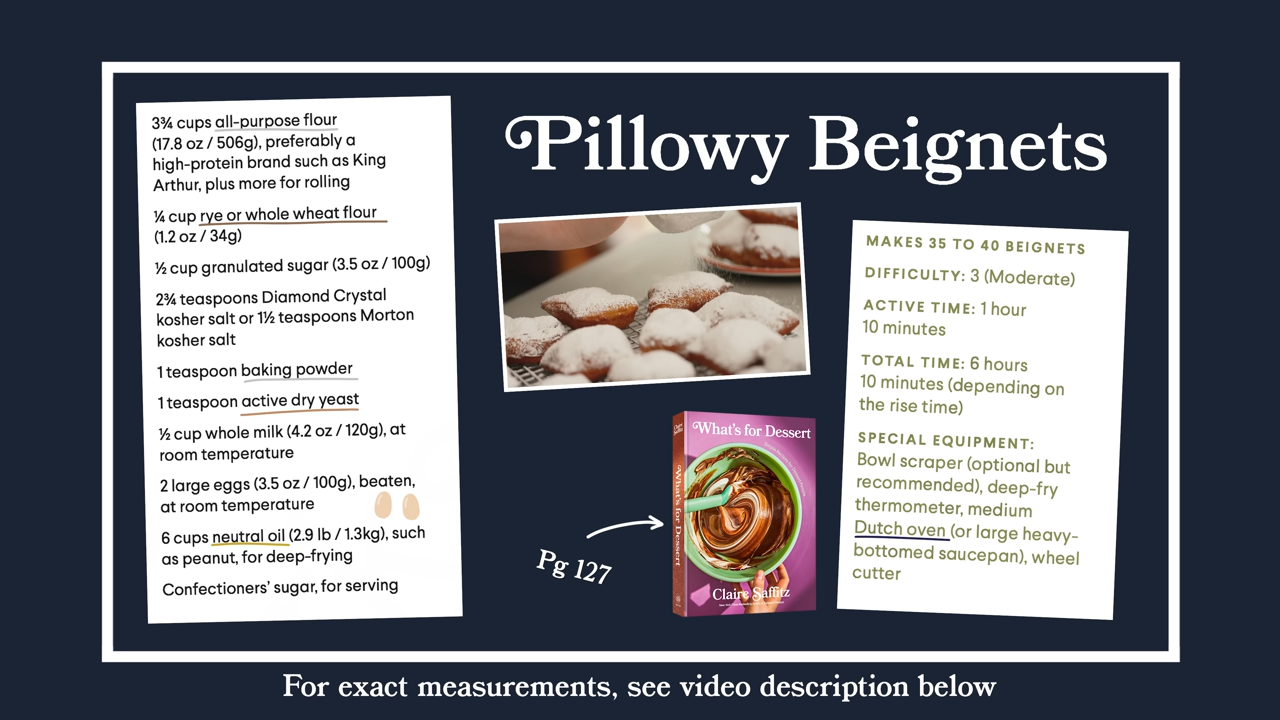 Pillowy Beignets
3¾ cups all-purpose flour
(17.8 oz / 506g), preferably a
high-protein brand such as King
Arthur, plus more for rolling
¼ cup rye or whole wheat flour
(1.2 oz / 34g)
½ cup granulated sugar (3.5 oz / 100g)
2¾ teaspoons Diamond Crystal
kosher salt or 1½ teaspoons Morton
kosher salt
1 teaspoon baking powder
1 teaspoon active dry yeast
½ cup whole milk (4.2 oz / 120g), at
room temperature
2 large eggs (3.5 oz / 100g), beaten,
at room temperature
6 cups neutral oil (2.9 lb / 1.3kg), such
as peanut, for deep-frying
Confectioners’ sugar, for serving
Pg 127
What's for Dessert
What's for Dessert
Claire Saffitz
MAKES 35 TO 40 BEIGNETS
DIFFICULTY: 3 (Moderate)
ACTIVE TIME: 1 hour
10 minutes
TOTAL TIME: 6 hours
10 minutes (depending on
the rise time)
SPECIAL EQUIPMENT:
Bowl scraper (optional but
recommended), deep-fry
thermometer, medium
Dutch oven (or large heavy-
bottomed saucepan), wheel
cutter
For exact measurements, see video description below